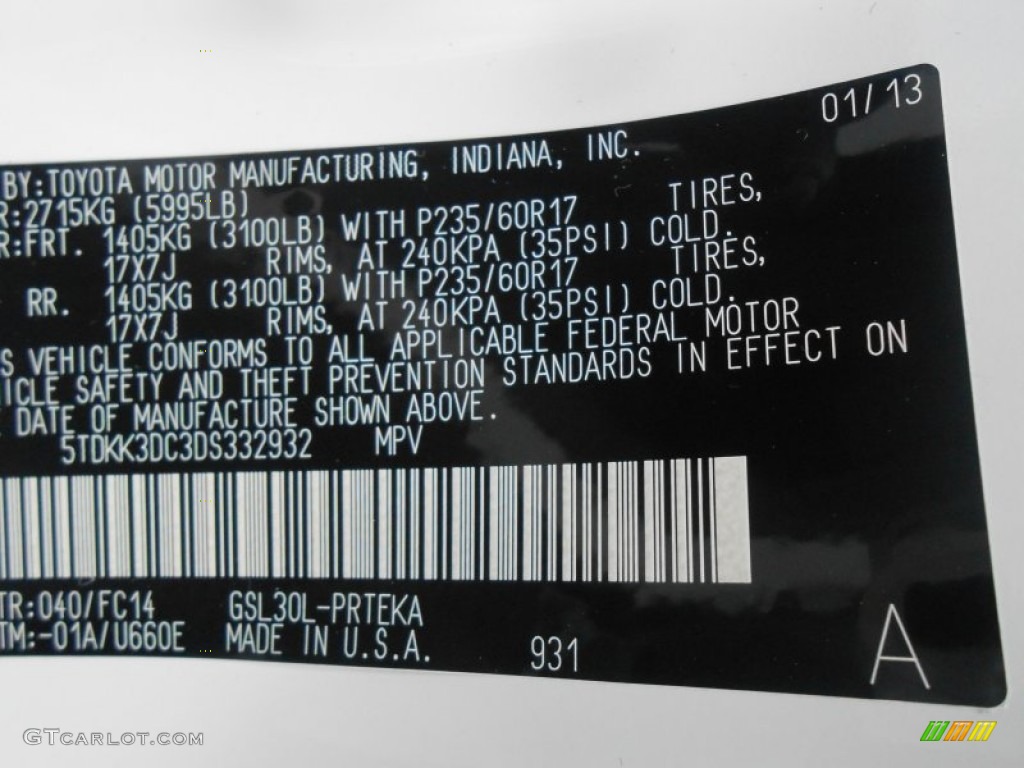 01/13
BY:TOYOTA MOTOR MANUFACTURING, INDIANA, INC.
R:2715KG (5995LB)
R:FRT. 1405KG (3100LB) WITH P235/60R17 TIRES,
17X7J RIMS, AT 240KPA (35PSI) COLD.
RR. 1405KG (3100LB) WITH P235/60R17 TIRES,
17X7J RIMS, AT 240KPA (35PSI) COLD.
S VEHICLE CONFORMS TO ALL APPLICABLE FEDERAL MOTOR
HICLE SAFETY AND THEFT PREVENTION STANDARDS IN EFFECT ON
DATE OF MANUFACTURE SHOWN ABOVE.
5TDKK3DC3DS332932 MPV
TR:040/FC14 GSL30L-PRTEKA
TM:-01A/U660E MADE IN U.S.A.
931
A
GTCARLOT.COM